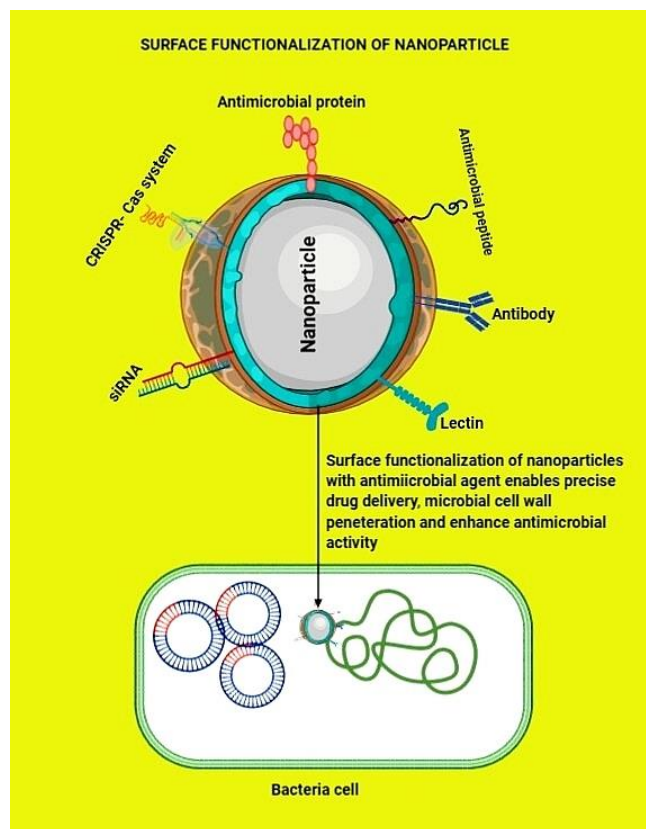 SURFACE FUNCTIONALIZATION OF NANOPARTICLE
Antimicrobial protein
Antimicrobial peptide
CRISPR- Cas system
Nanoparticle
Antibody
siRNA
Lectin
Surface functionalization of nanoparticles
with antimiicrobial agent enables precise
drug delivery, microbial cell wall
peneteration and enhance antimicrobial
activity
Bacteria cell